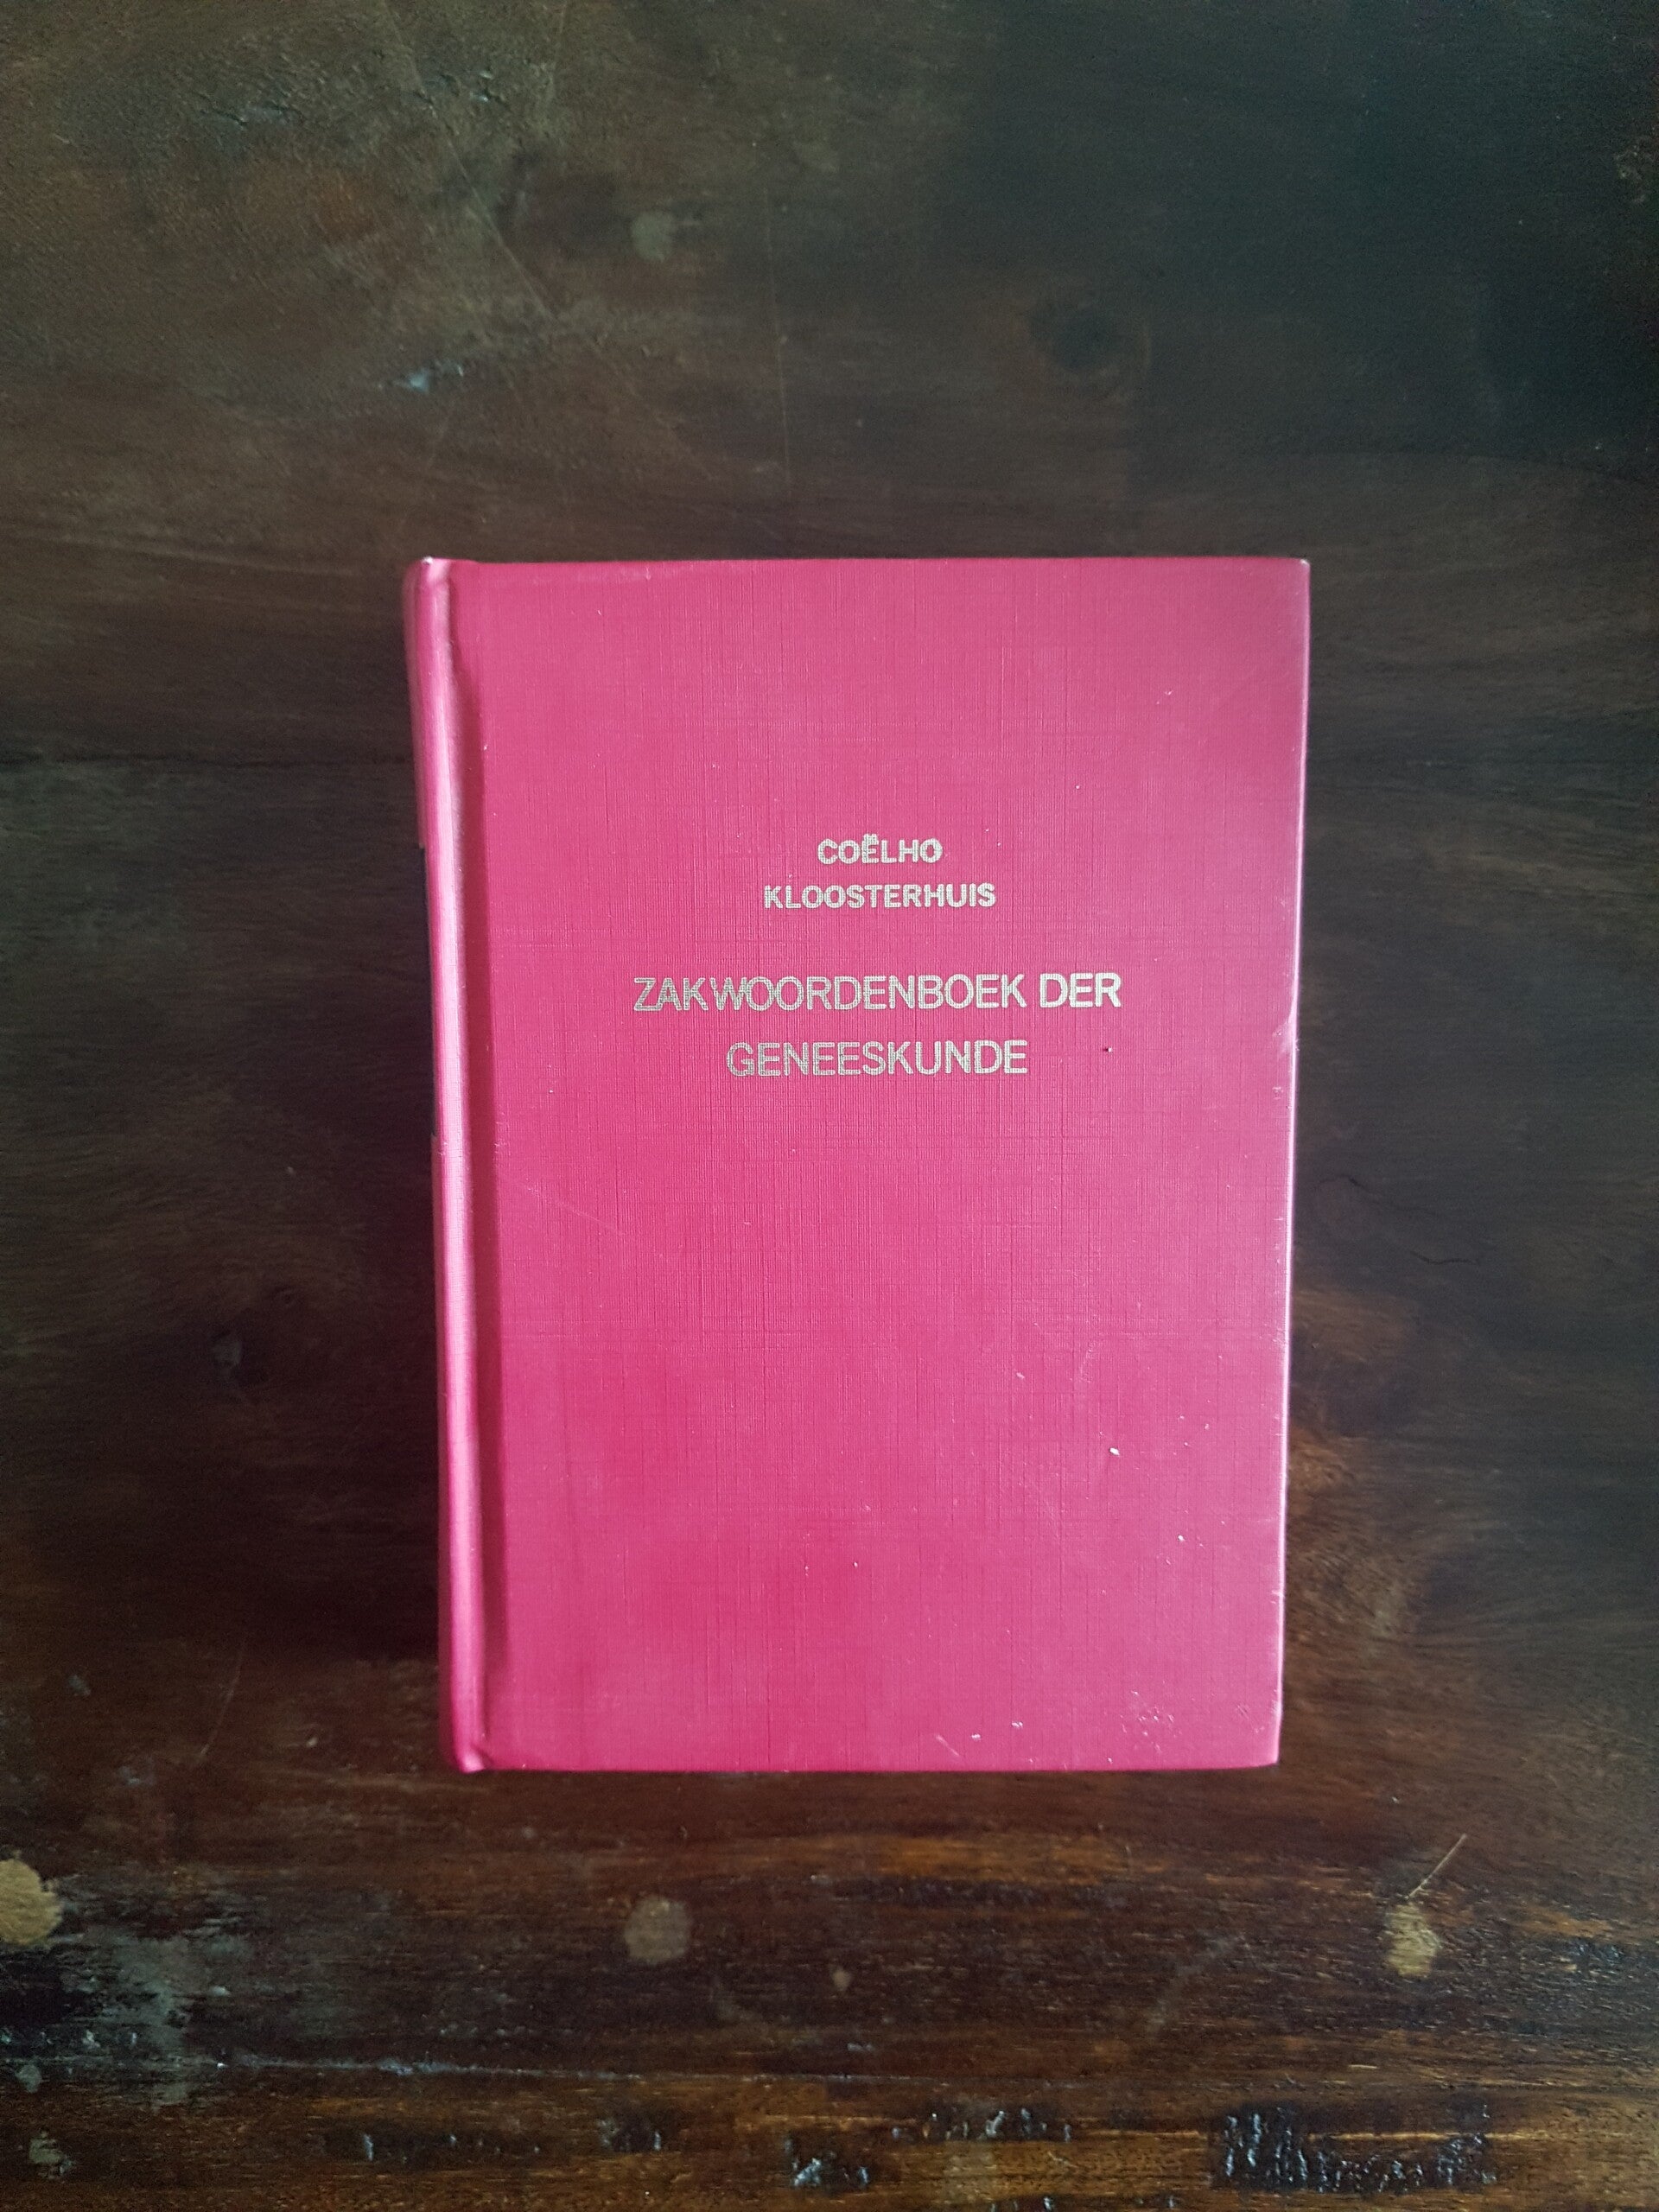 COËLHO
KLOOSTERHUIS
ZAKWOORDENBOEK DER
GENEESKUNDE